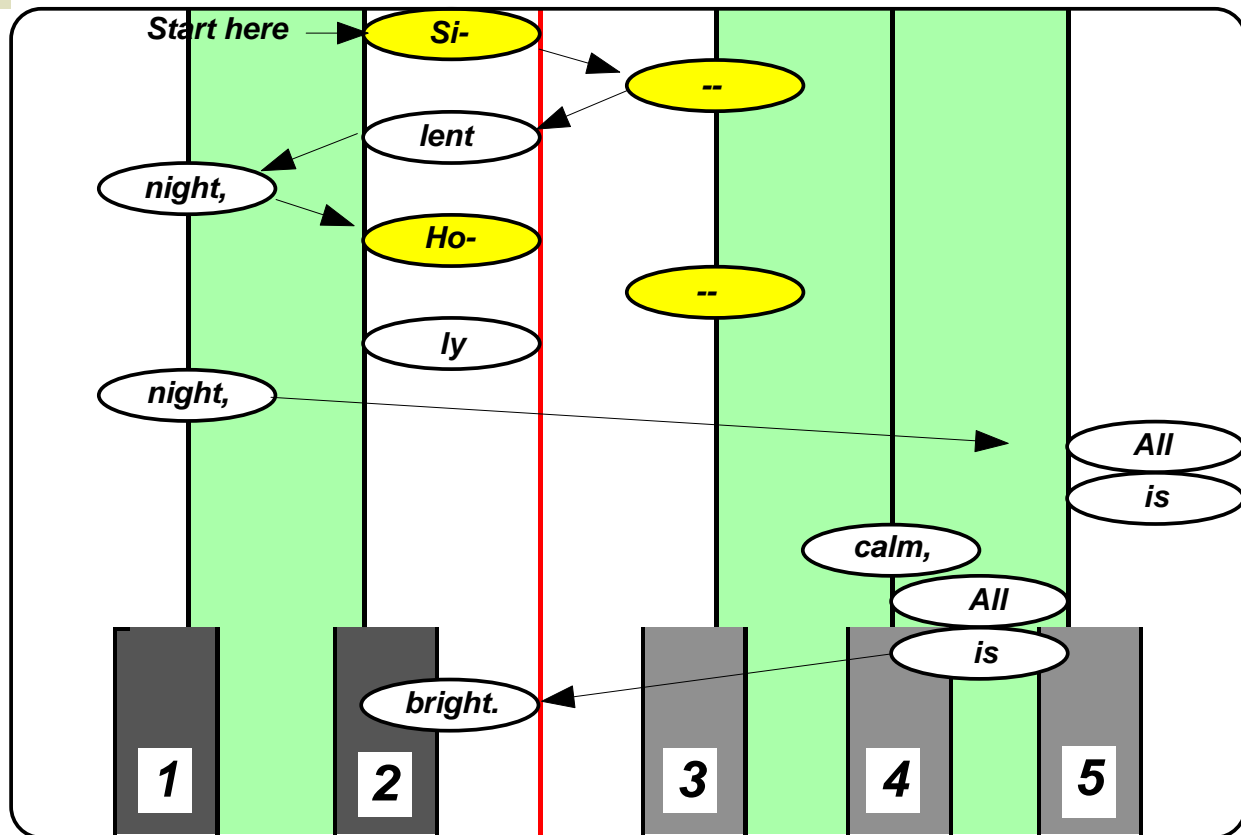 Start here Si-
--
lent
night,
Ho-
--
ly
night,
All
is
calm,
All
is
bright.
1 2 3 4 5